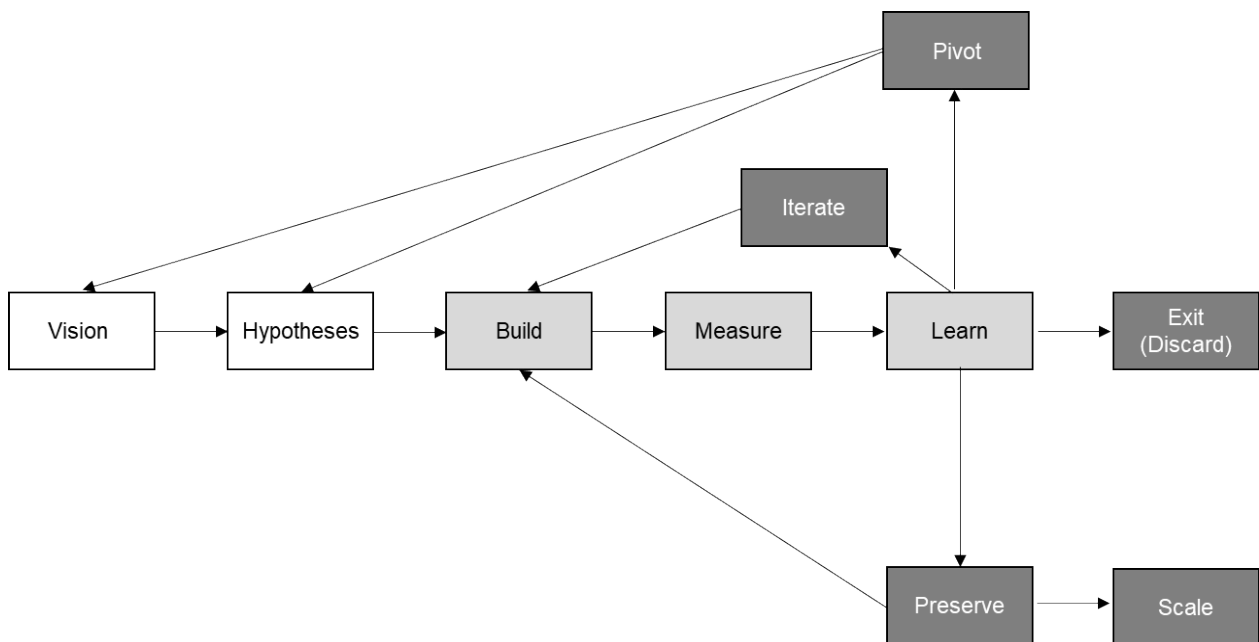 Pivot
Iterate
Vision
Hypotheses
Build
Measure
Learn
Exit
(Discard)
Preserve
Scale